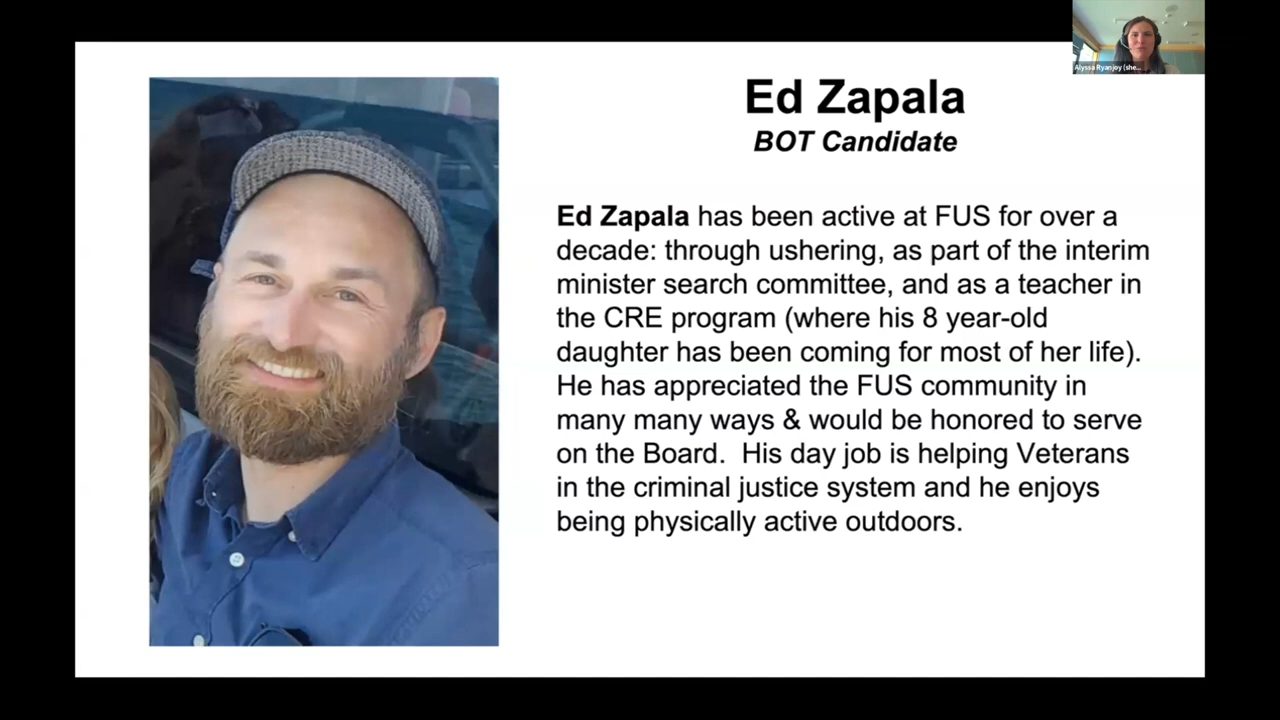 Alyssa Ryanjoy (she...
Ed Zapala
BOT Candidate
Ed Zapala has been active at FUS for over a
decade: through ushering, as part of the interim
minister search committee, and as a teacher in
the CRE program (where his 8 year-old
daughter has been coming for most of her life).
He has appreciated the FUS community in
many many ways & would be honored to serve
on the Board.  His day job is helping Veterans
in the criminal justice system and he enjoys
being physically active outdoors.